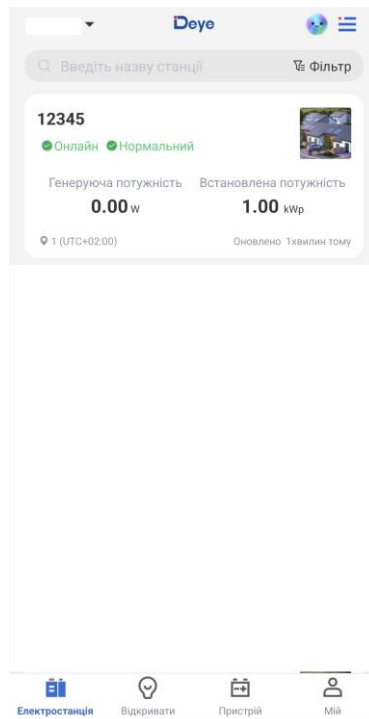 Deye
Введіть назву станції Фільтр
12345
Онлайн Нормальний
Генеруюча потужність Встановлена потужність
0.00 w 1.00 kWp
1 (UTC+02:00) Оновлено 1хвилин тому
Електростанція Відкривати Пристрій Мій